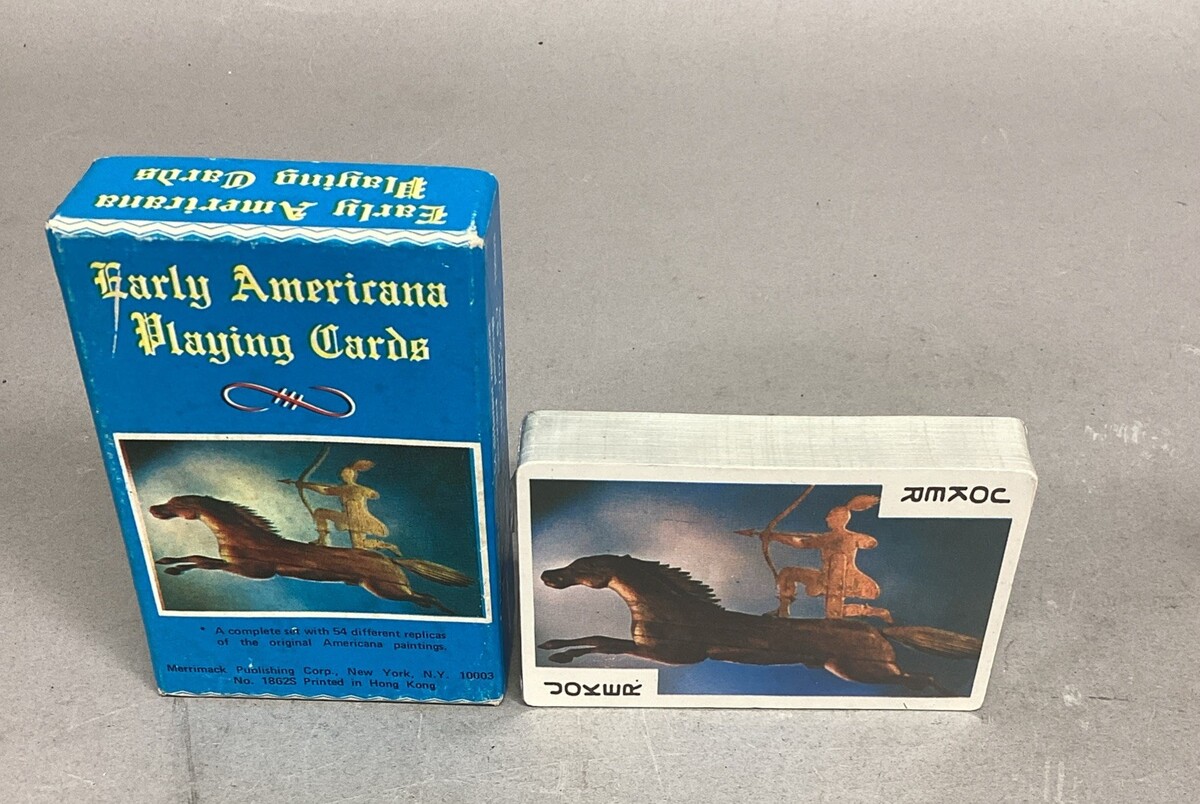 Early Americana
Playing Cards
Early Americana
Playing Cards
* A complete set with 54 different replicas
of the original Americana paintings.
Merrimack Publishing Corp., New York, N.Y. 10003
No. 1862S Printed in Hong Kong
JOKER
JOKER